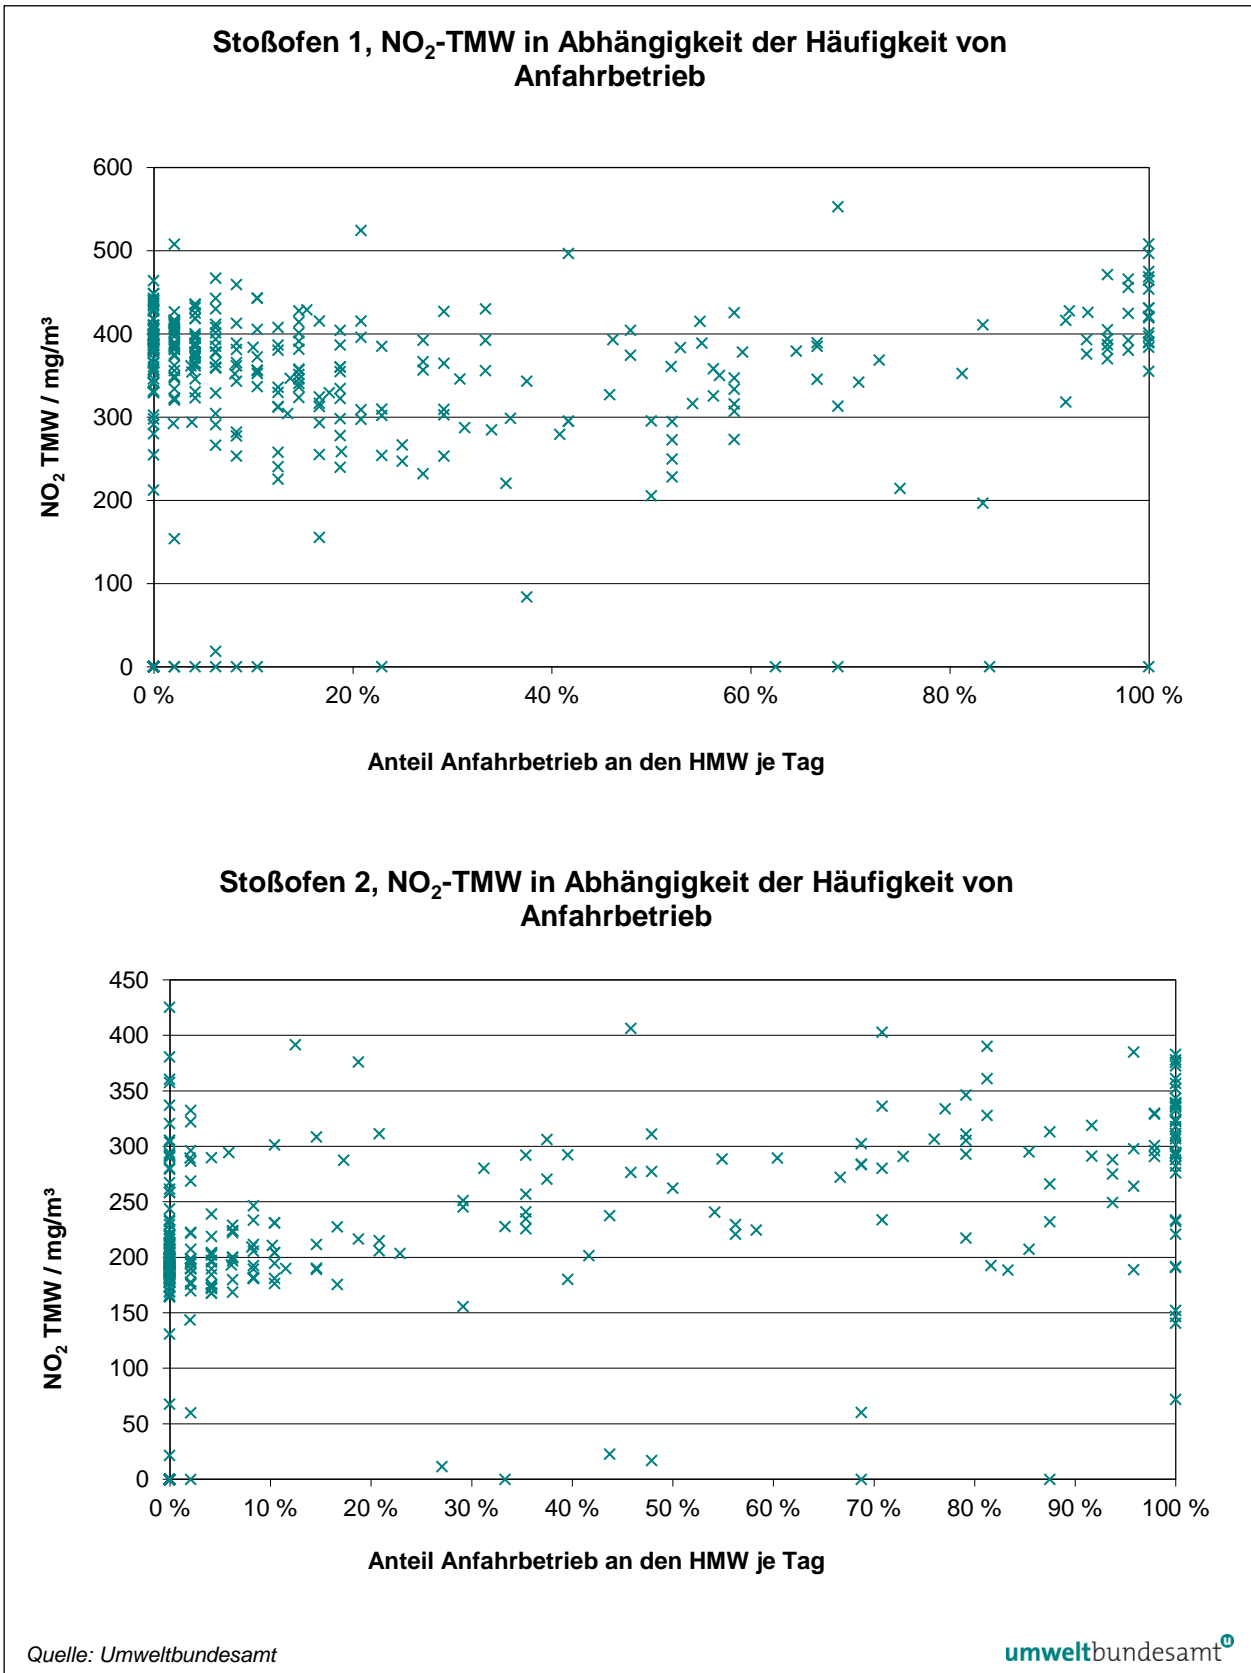 Stoßofen 1, NO₂-TMW in Abhängigkeit der Häufigkeit von
Anfahrbetrieb
NO₂ TMW / mg/m³
600
500
400
300
200
100
0
0 % 20 % 40 % 60 % 80 % 100 %
Anteil Anfahrbetrieb an den HMW je Tag
Stoßofen 2, NO₂-TMW in Abhängigkeit der Häufigkeit von
Anfahrbetrieb
NO₂ TMW / mg/m³
450
400
350
300
250
200
150
100
50
0
0 % 10 % 20 % 30 % 40 % 50 % 60 % 70 % 80 % 90 % 100 %
Anteil Anfahrbetrieb an den HMW je Tag
Quelle: Umweltbundesamt
umweltbundesamt u